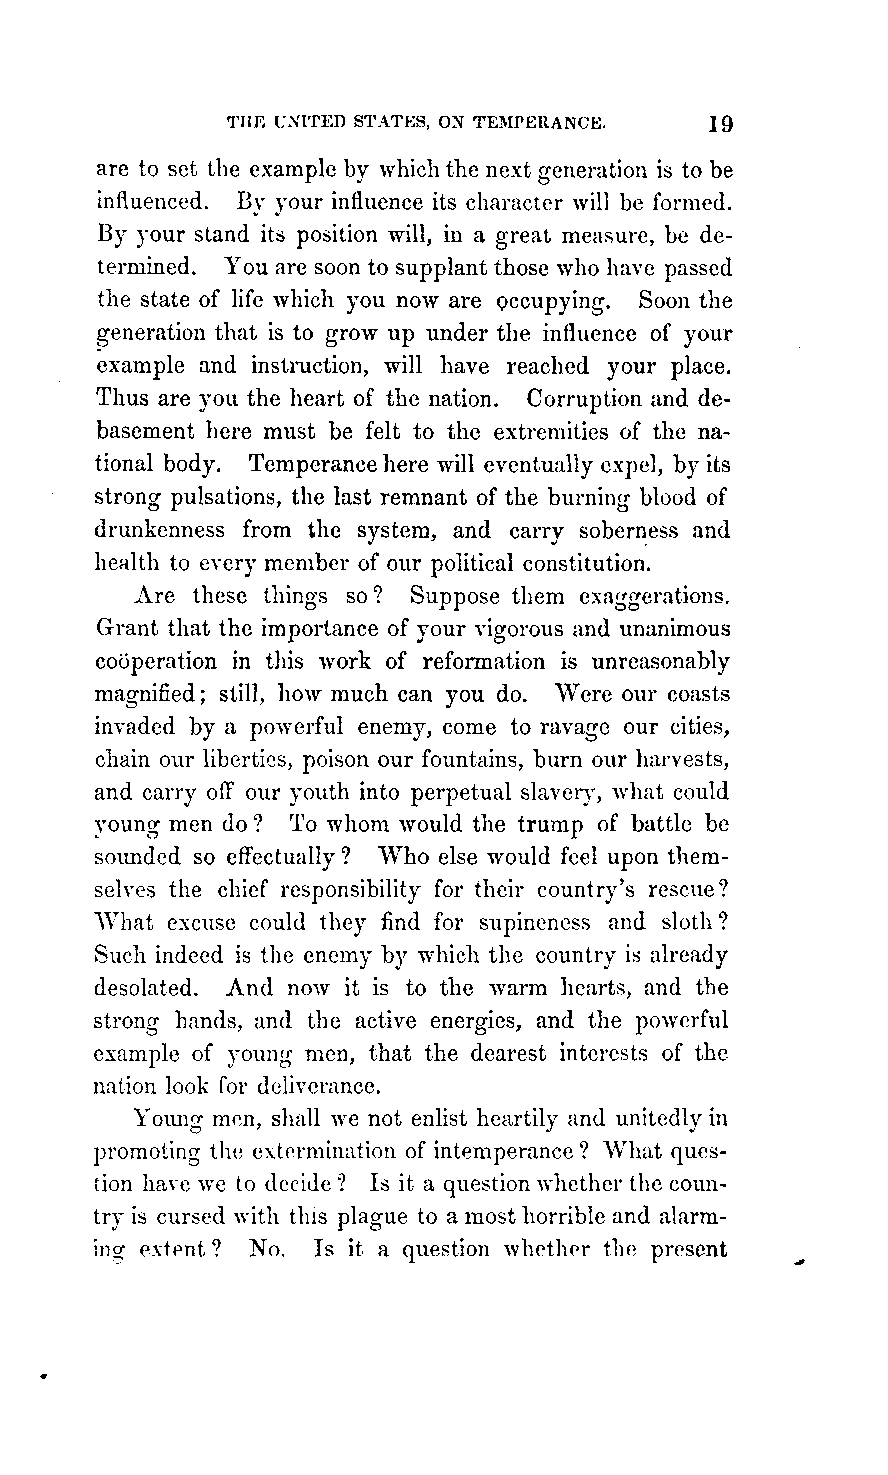 THE UNITED STATES, ON TEMPERANCE. 19
are to set the example by which the next generation is to be
influenced. By your influence its character will be formed.
By your stand its position will, in a great measure, be de-
termined. You are soon to supplant those who have passed
the state of life which you now are occupying. Soon the
generation that is to grow up under the influence of your
example and instruction, will have reached your place.
Thus are you the heart of the nation. Corruption and de-
basement here must be felt to the extremities of the na-
tional body. Temperance here will eventually expel, by its
strong pulsations, the last remnant of the burning blood of
drunkenness from the system, and carry soberness and
health to every member of our political constitution.
Are these things so? Suppose them exaggerations.
Grant that the importance of your vigorous and unanimous
coöperation in this work of reformation is unreasonably
magnified; still, how much can you do. Were our coasts
invaded by a powerful enemy, come to ravage our cities,
chain our liberties, poison our fountains, burn our harvests,
and carry off our youth into perpetual slavery, what could
young men do? To whom would the trump of battle be
sounded so effectually? Who else would feel upon them-
selves the chief responsibility for their country's rescue?
What excuse could they find for supineness and sloth?
Such indeed is the enemy by which the country is already
desolated. And now it is to the warm hearts, and the
strong hands, and the active energies, and the powerful
example of young men, that the dearest interests of the
nation look for deliverance.
Young men, shall we not enlist heartily and unitedly in
promoting the extermination of intemperance? What ques-
tion have we to decide? Is it a question whether the coun-
try is cursed with this plague to a most horrible and alarm-
ing extent? No. Is it a question whether the present